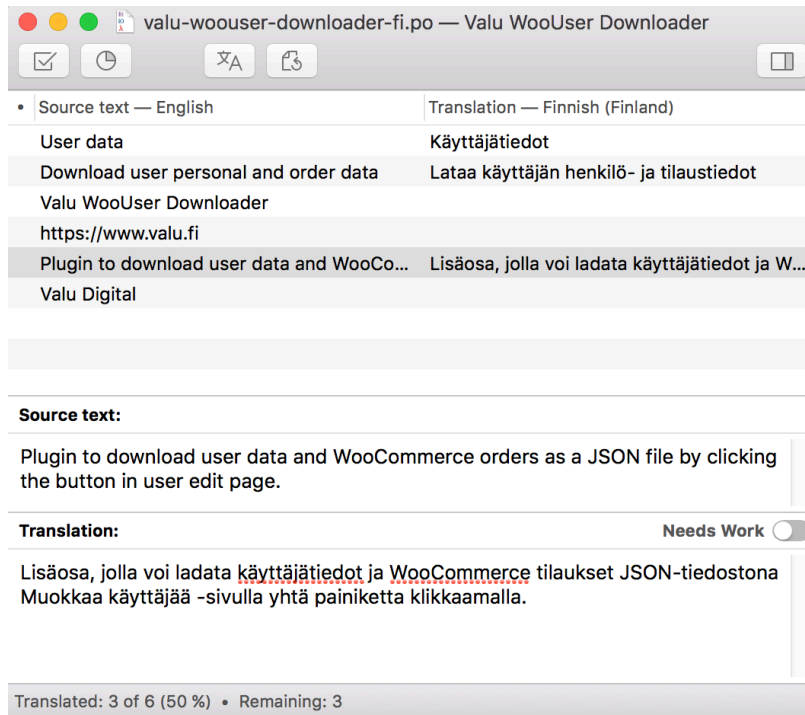 valu-woouser-downloader-fi.po — Valu WooUser Downloader
• Source text — English Translation — Finnish (Finland)
User data Käyttäjätiedot
Download user personal and order data Lataa käyttäjän henkilö- ja tilaustiedot
Valu WooUser Downloader
https://www.valu.fi
Plugin to download user data and WooCo... Lisäosa, jolla voi ladata käyttäjätiedot ja W...
Valu Digital
Source text:
Plugin to download user data and WooCommerce orders as a JSON file by clicking
the button in user edit page.
Translation: Needs Work
Lisäosa, jolla voi ladata käyttäjätiedot ja WooCommerce tilaukset JSON-tiedostona
Muokkaa käyttäjää -sivulla yhtä painiketta klikkaamalla.
Translated: 3 of 6 (50 %) • Remaining: 3